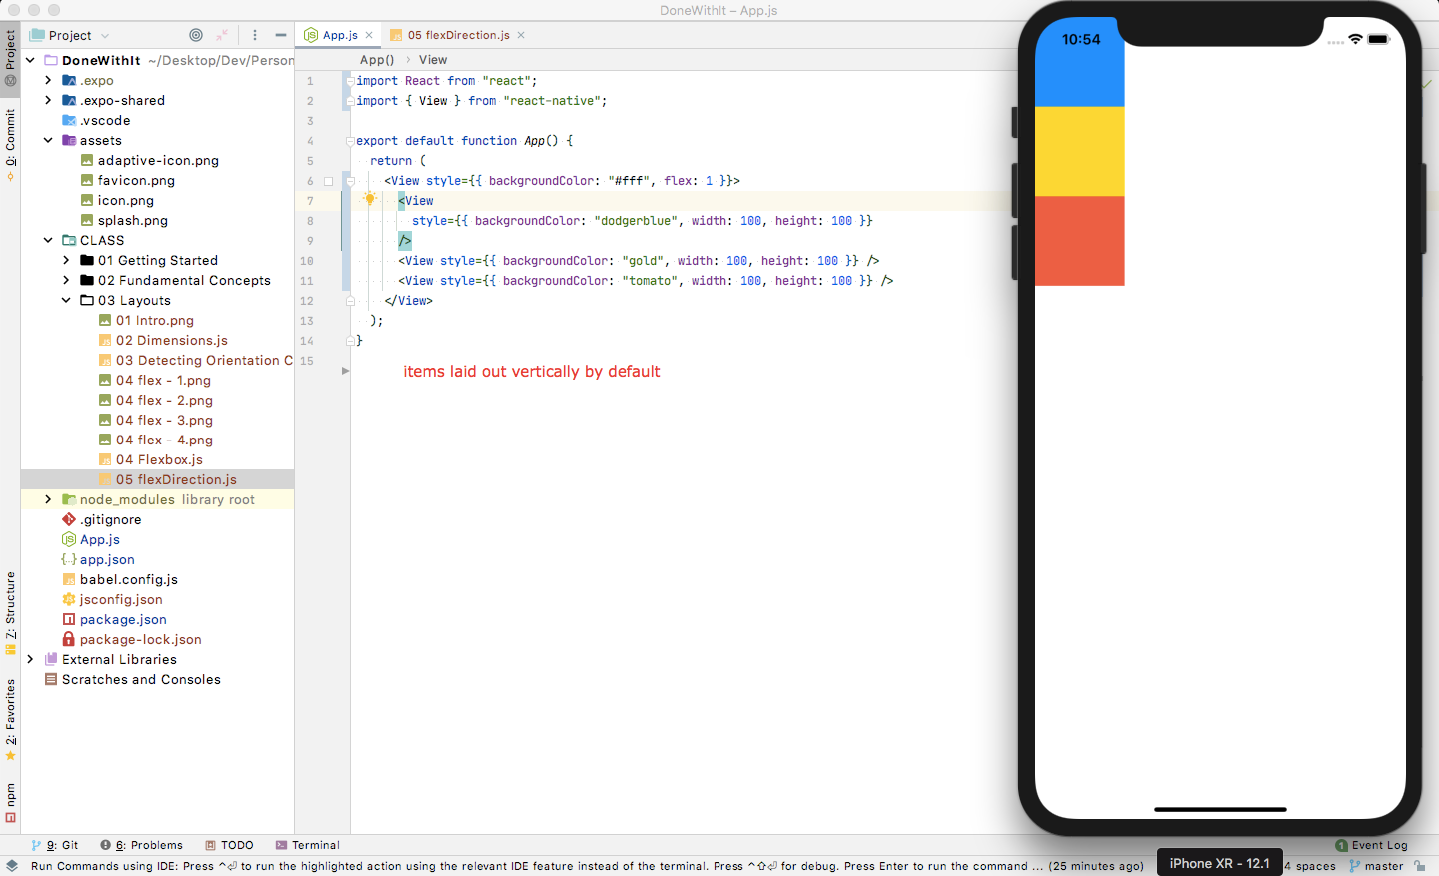 DoneWithIt – App.js
Project
App.js
05 flexDirection.js
DoneWithIt ~/Desktop/Dev/Person
App() › View
.expo
.expo-shared
.vscode
assets
adaptive-icon.png
favicon.png
icon.png
splash.png
CLASS
01 Getting Started
02 Fundamental Concepts
03 Layouts
01 Intro.png
02 Dimensions.js
03 Detecting Orientation C
04 flex - 1.png
04 flex - 2.png
04 flex - 3.png
04 flex - 4.png
04 Flexbox.js
05 flexDirection.js
node_modules library root
.gitignore
App.js
app.json
babel.config.js
jsconfig.json
package.json
package-lock.json
External Libraries
Scratches and Consoles
Project
0: Commit
7: Structure
2: Favorites
npm
1 import React from "react";
2 import { View } from "react-native";
3
4 export default function App() {
5 return (
6 <View style={{ backgroundColor: "#fff", flex: 1 }}>
7 <View
8 style={{ backgroundColor: "dodgerblue", width: 100, height: 100 }}
9 />
10 <View style={{ backgroundColor: "gold", width: 100, height: 100 }} />
11 <View style={{ backgroundColor: "tomato", width: 100, height: 100 }} />
12 </View>
13 );
14 }
15
items laid out vertically by default
10:54
9: Git
6: Problems
TODO
Terminal
1 Event Log
Run Commands using IDE: Press ^⏎ to run the highlighted action using the relevant IDE feature instead of the terminal. Press ^⇧⏎ for debug. Press Enter to run the command ... (25 minutes ago)
iPhone XR - 12.1
4 spaces
master